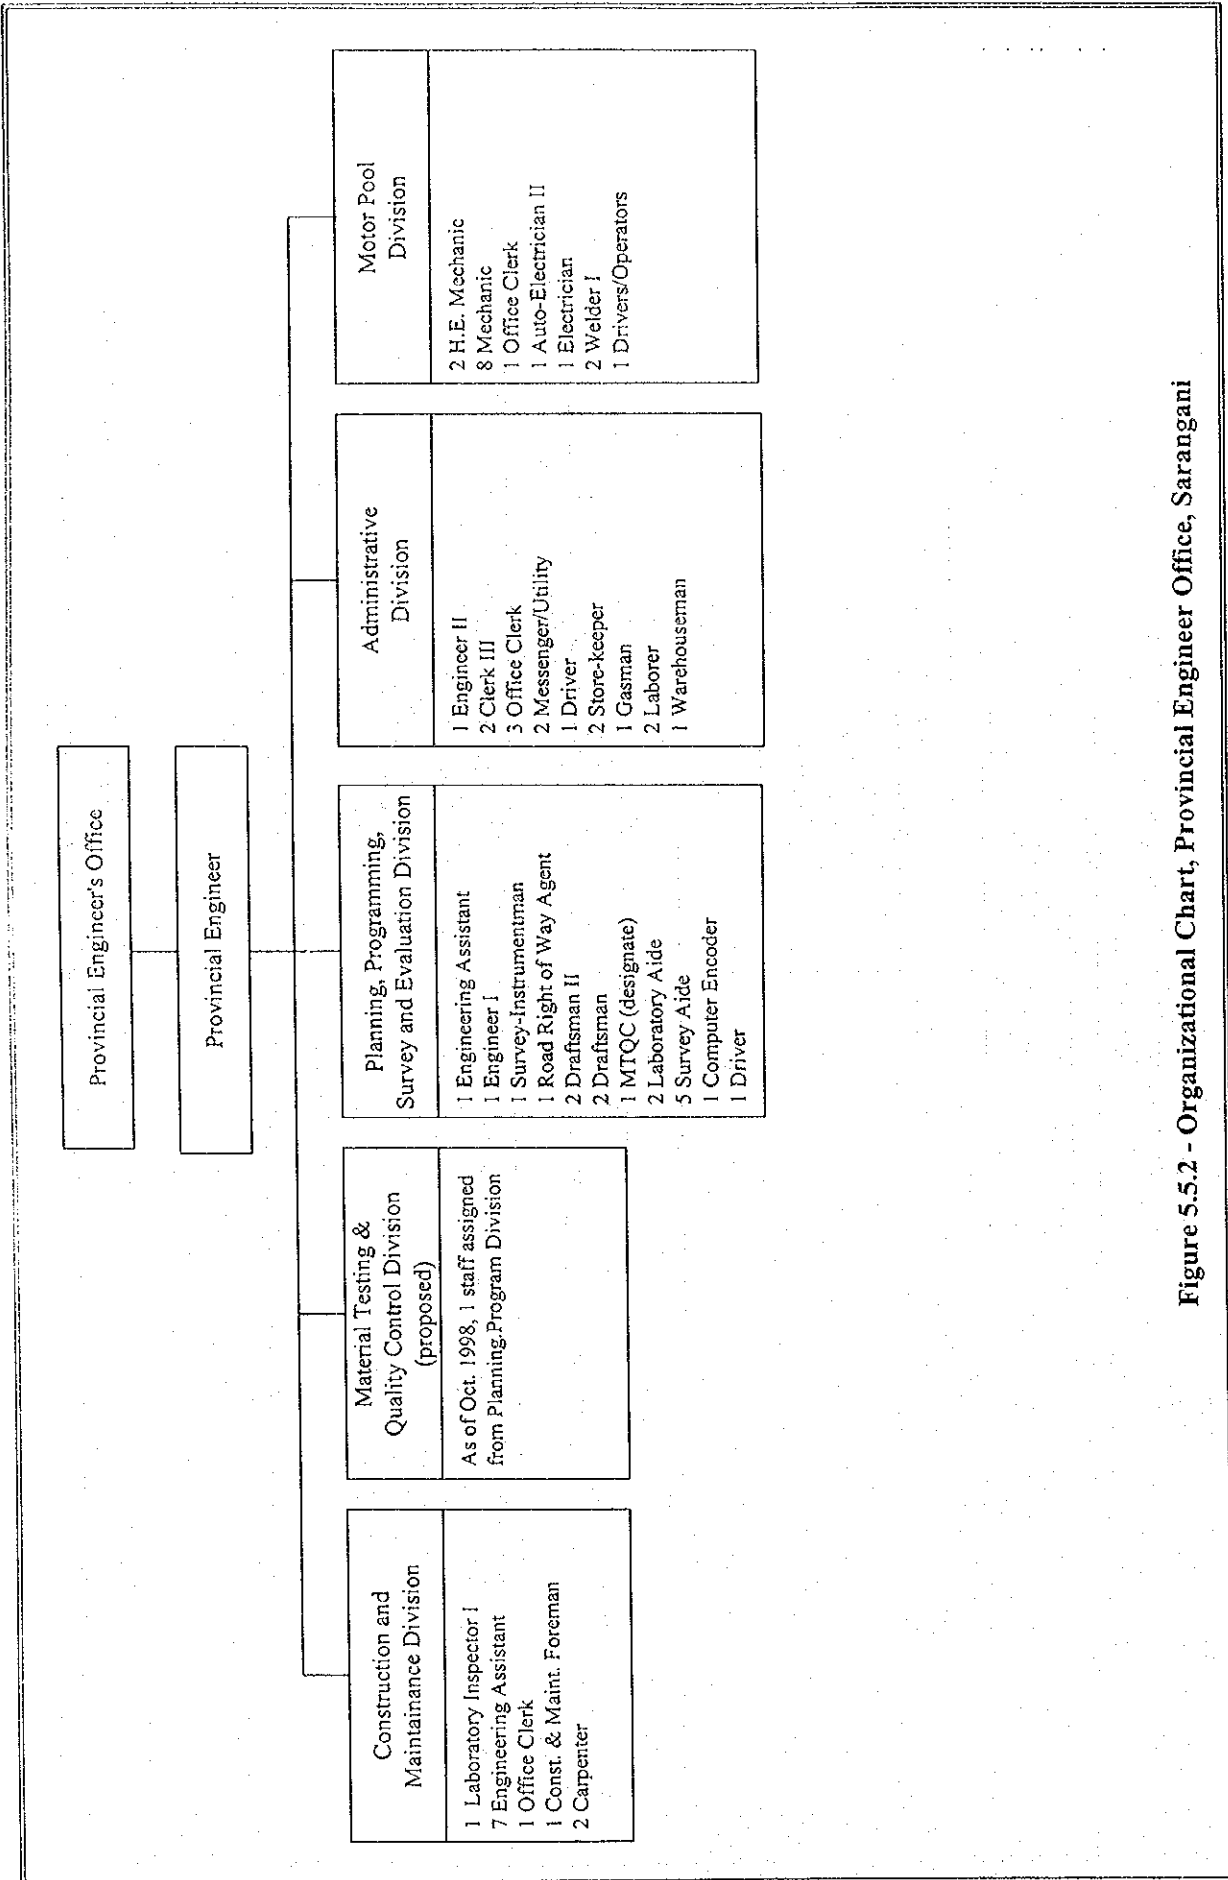 Provincial Engineer's Office
Provincial Engineer
Construction and
Maintainance Division
1 Laboratory Inspector I
7 Engineering Assistant
1 Office Clerk
1 Const. & Maint. Foreman
2 Carpenter
Material Testing &
Quality Control Division
(proposed)
As of Oct. 1998, 1 staff assigned
from Planning.Program Division
Planning, Programming,
Survey and Evaluation Division
1 Engineering Assistant
1 Engineer I
1 Survey-Instrumentman
1 Road Right of Way Agent
2 Draftsman II
2 Draftsman
1 MTQC (designate)
2 Laboratory Aide
5 Survey Aide
1 Computer Encoder
1 Driver
Administrative
Division
1 Engineer II
2 Clerk III
3 Office Clerk
2 Messenger/Utility
1 Driver
2 Store-keeper
1 Gasman
2 Laborer
1 Warehouseman
Motor Pool
Division
2 H.E. Mechanic
8 Mechanic
1 Office Clerk
1 Auto-Electrician II
1 Electrician
2 Welder I
1 Drivers/Operators
Figure 5.5.2 - Organizational Chart, Provincial Engineer Office, Sarangani